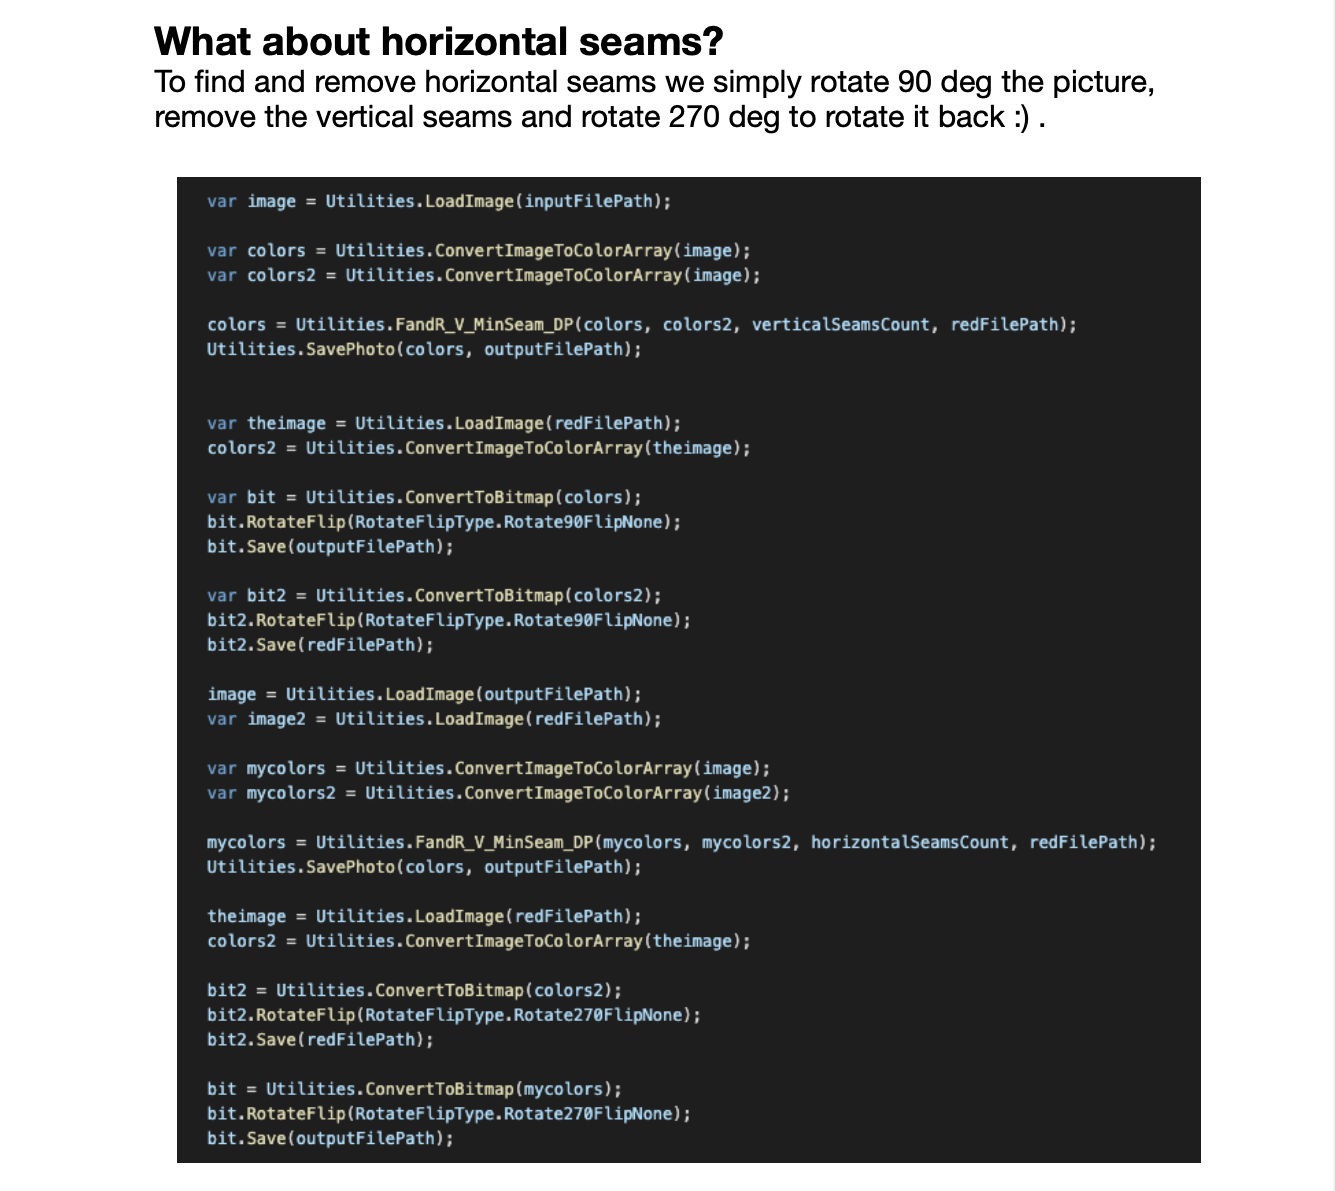 What about horizontal seams?
To find and remove horizontal seams we simply rotate 90 deg the picture,
remove the vertical seams and rotate 270 deg to rotate it back :) .
var image = Utilities.LoadImage(inputFilePath);
var colors = Utilities.ConvertImageToColorArray(image);
var colors2 = Utilities.ConvertImageToColorArray(image);
colors = Utilities.FandR_V_MinSeam_DP(colors, colors2, verticalSeamsCount, redFilePath);
Utilities.SavePhoto(colors, outputFilePath);
var theimage = Utilities.LoadImage(redFilePath);
colors2 = Utilities.ConvertImageToColorArray(theimage);
var bit = Utilities.ConvertToBitmap(colors);
bit.RotateFlip(RotateFlipType.Rotate90FlipNone);
bit.Save(outputFilePath);
var bit2 = Utilities.ConvertToBitmap(colors2);
bit2.RotateFlip(RotateFlipType.Rotate90FlipNone);
bit2.Save(redFilePath);
image = Utilities.LoadImage(outputFilePath);
var image2 = Utilities.LoadImage(redFilePath);
var mycolors = Utilities.ConvertImageToColorArray(image);
var mycolors2 = Utilities.ConvertImageToColorArray(image2);
mycolors = Utilities.FandR_V_MinSeam_DP(mycolors, mycolors2, horizontalSeamsCount, redFilePath);
Utilities.SavePhoto(colors, outputFilePath);
theimage = Utilities.LoadImage(redFilePath);
colors2 = Utilities.ConvertImageToColorArray(theimage);
bit2 = Utilities.ConvertToBitmap(colors2);
bit2.RotateFlip(RotateFlipType.Rotate270FlipNone);
bit2.Save(redFilePath);
bit = Utilities.ConvertToBitmap(mycolors);
bit.RotateFlip(RotateFlipType.Rotate270FlipNone);
bit.Save(outputFilePath);